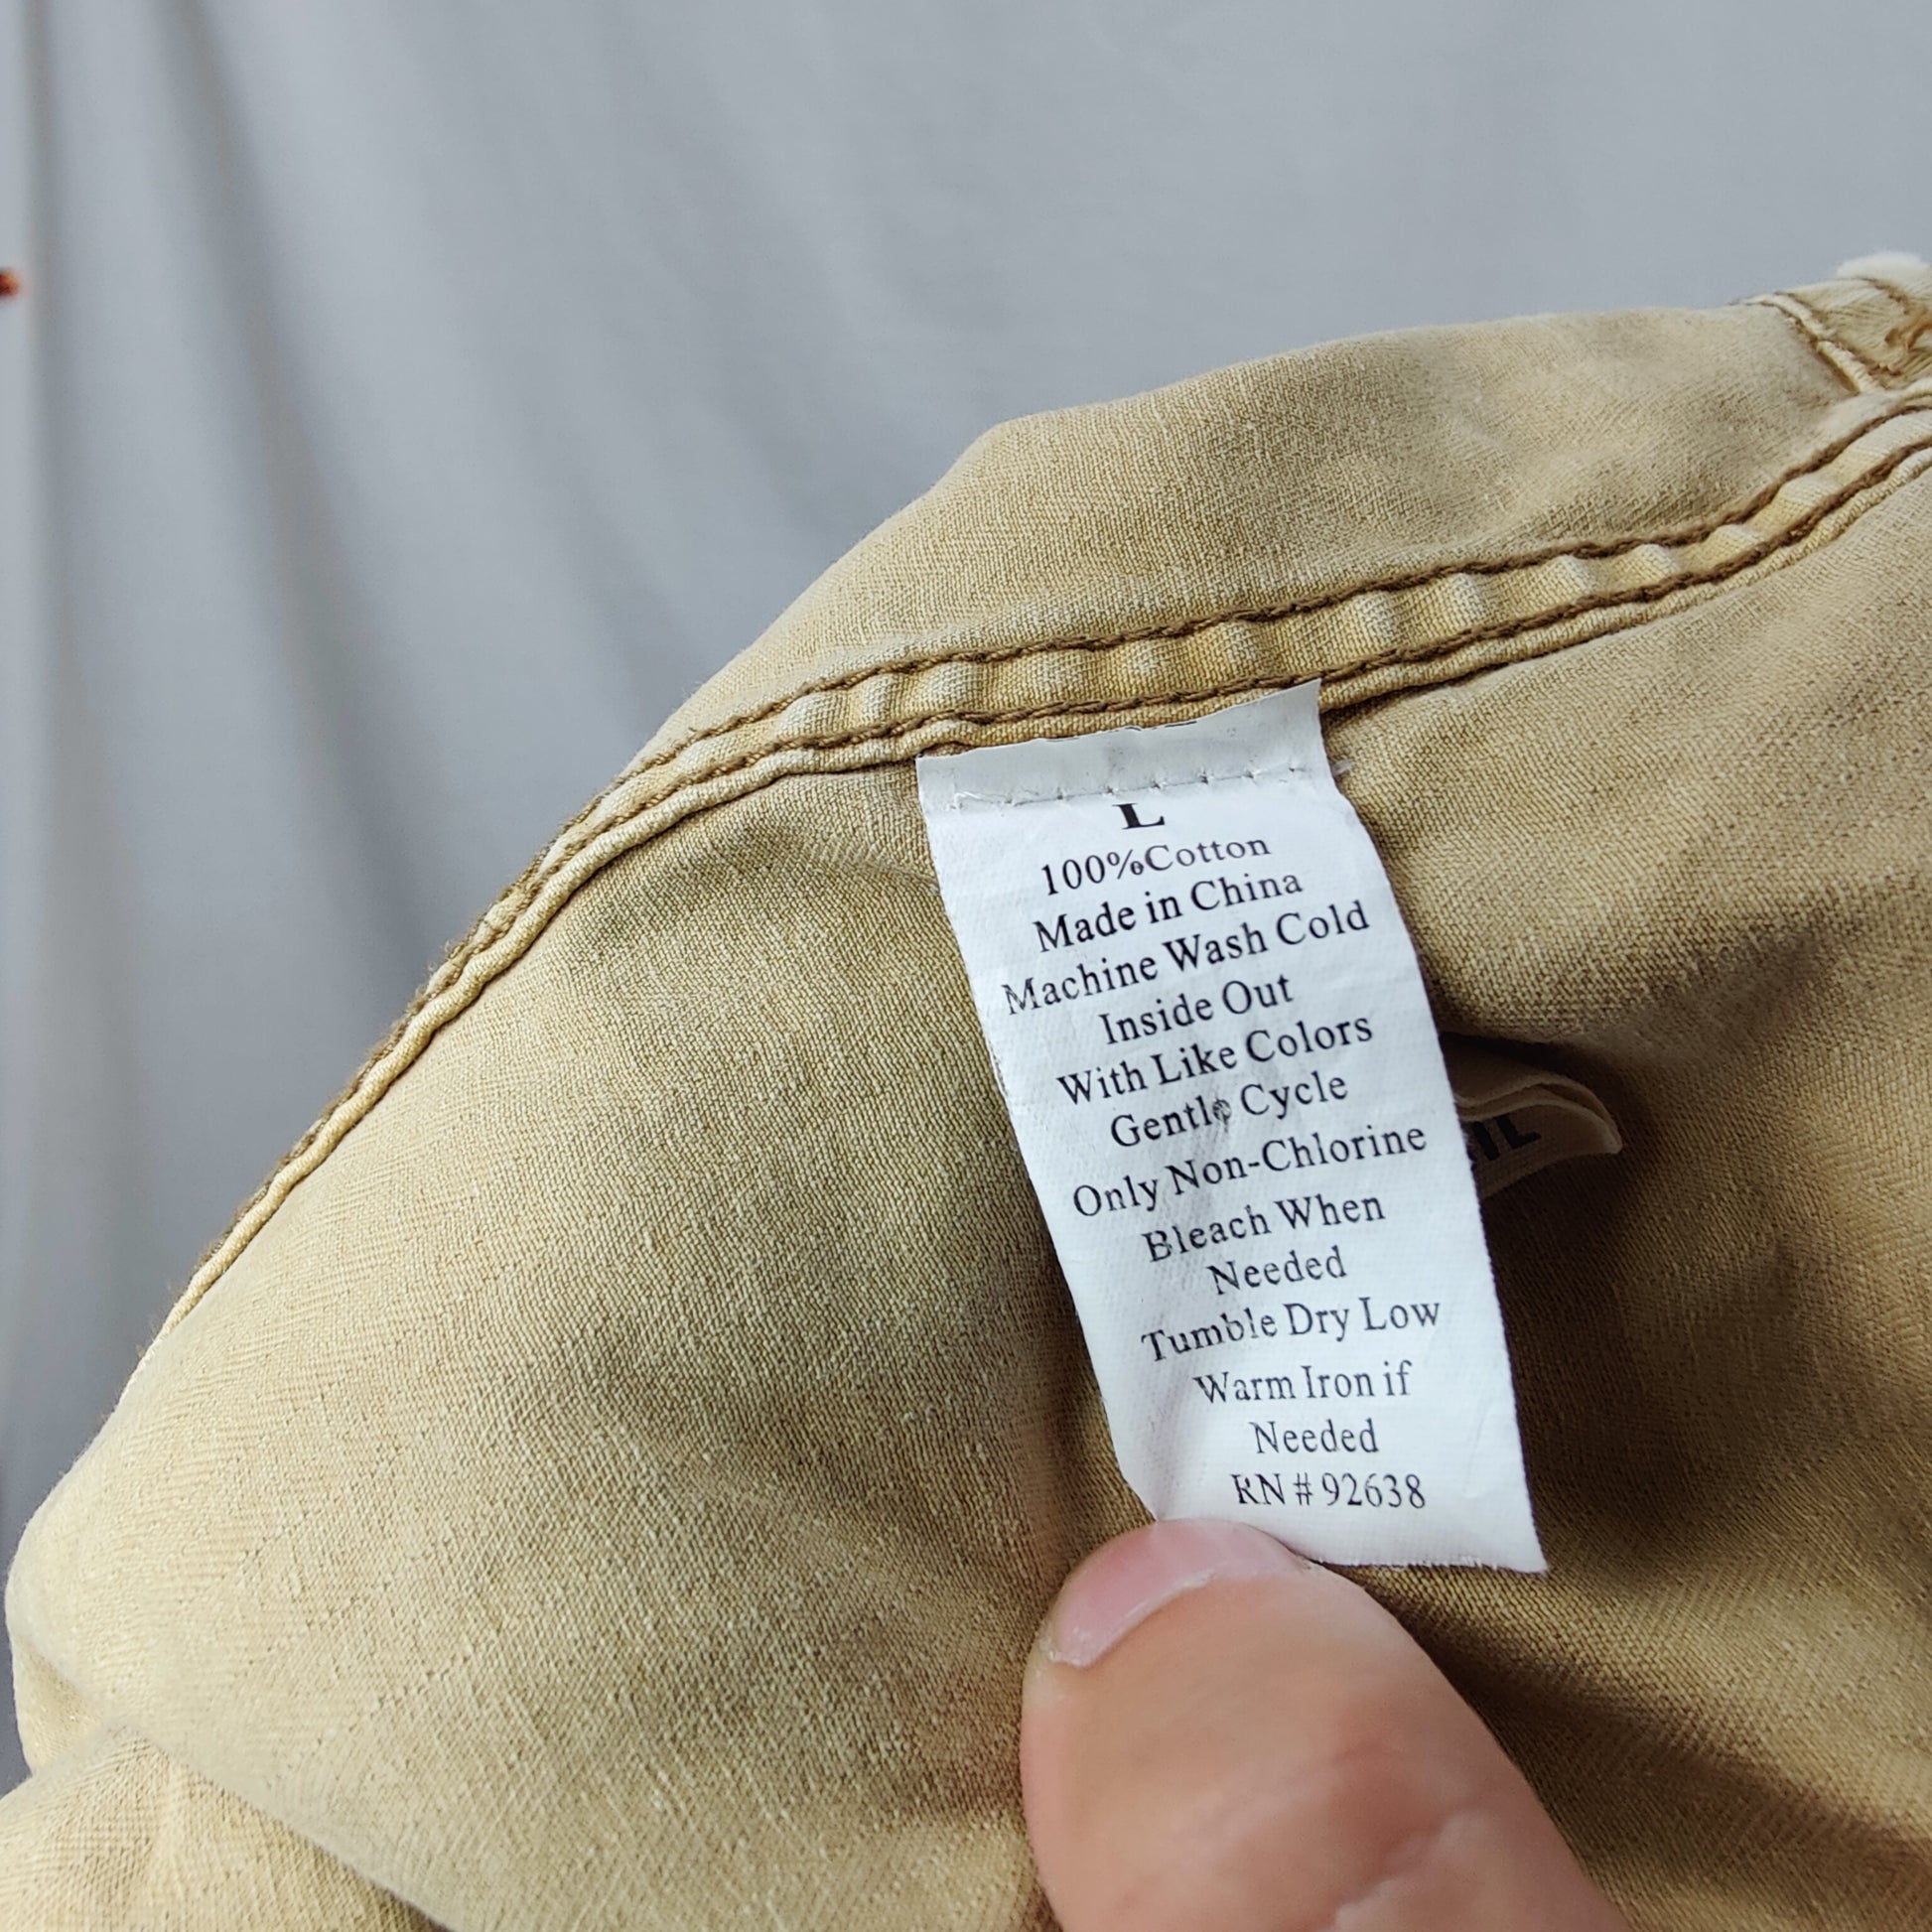 L
100%Cotton
Made in China
Machine Wash Cold
Inside Out
With Like Colors
Gentle Cycle
Only Non-Chlorine
Bleach When
Needed
Tumble Dry Low
Warm Iron if
Needed
RN # 92638